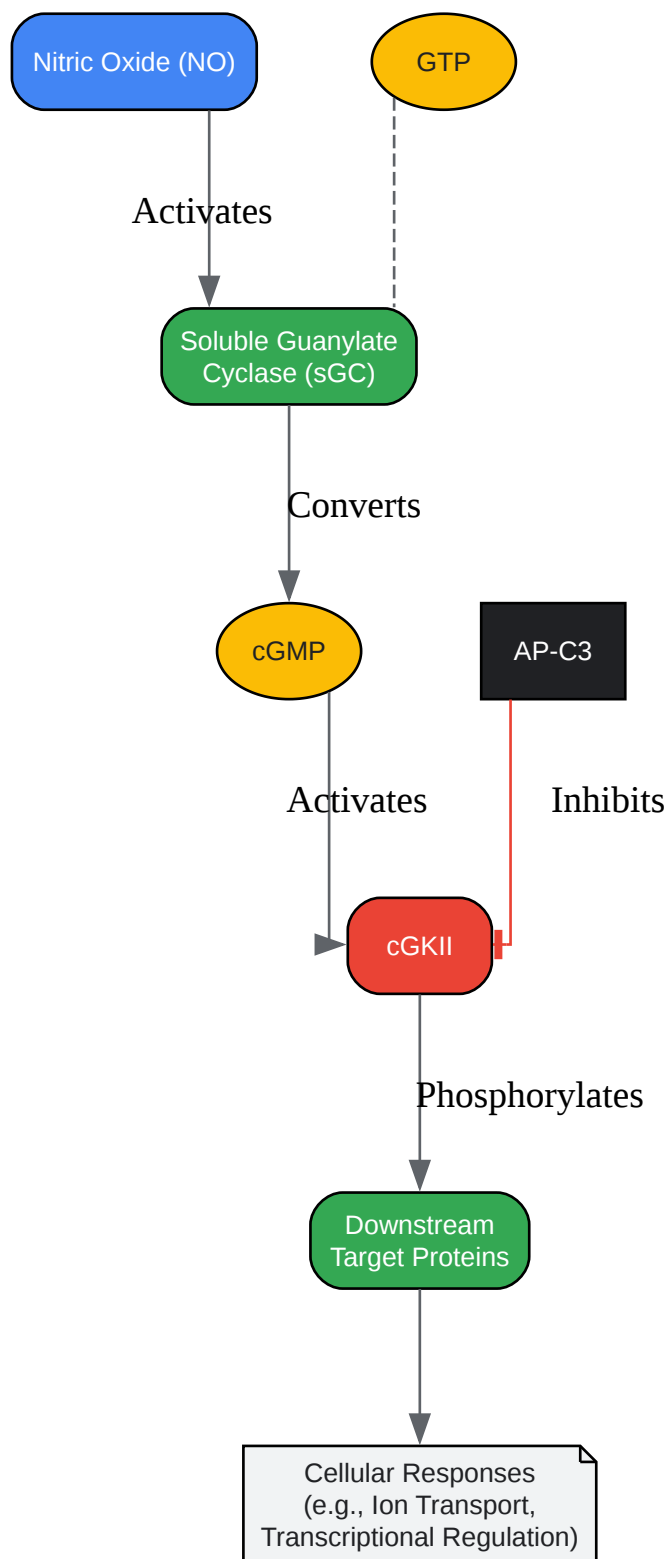 Nitric Oxide (NO)
GTP
Activates
Soluble Guanylate
Cyclase (sGC)
Converts
cGMP
AP-C3
Activates
Inhibits
cGKII
Phosphorylates
Downstream
Target Proteins
Cellular Responses
(e.g., Ion Transport,
Transcriptional Regulation)